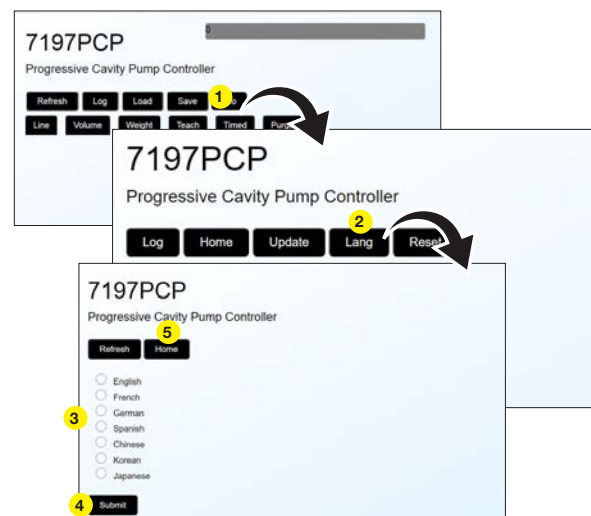 0
7197PCP
Progressive Cavity Pump Controller
Refresh Log Load Save 1
Line Volume Weight Teach Timed
7197PCP
Progressive Cavity Pump Controller
2
Log Home Update Lang Reset
7197PCP
Progressive Cavity Pump Controller
5
Refresh Home
English
French
3 German
Spanish
Chinese
Korean
Japanese
4 Submit